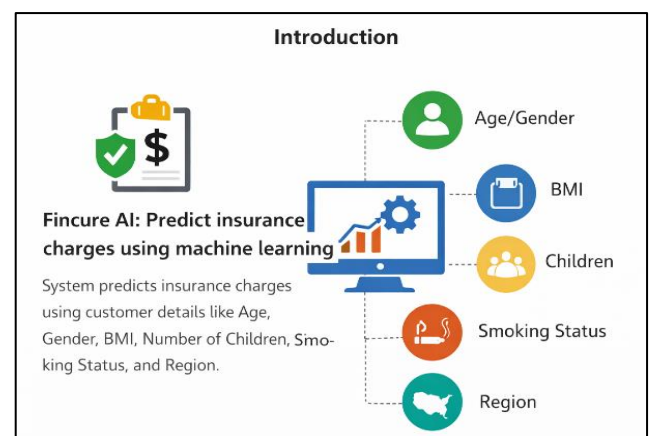 Introduction
$
Fincure AI: Predict insurance
charges using machine learning
System predicts insurance charges
using customer details like Age,
Gender, BMI, Number of Children, Smo-
king Status, and Region.
Age/Gender
BMI
Children
Smoking Status
Region